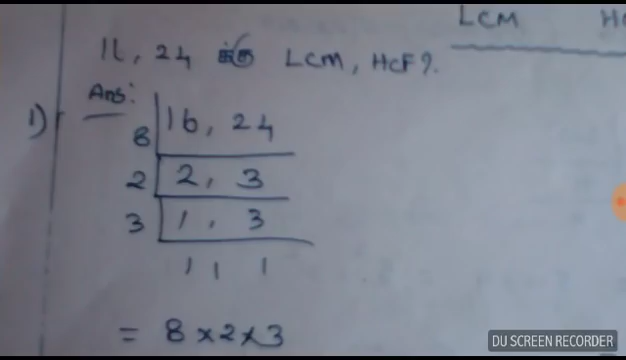 LCM
16, 24 க்கு LCM, HCF?
Ans:
1)
8 16, 24
2 2, 3
3 1, 3
1, 1
= 8 × 2 × 3
DU SCREEN RECORDER